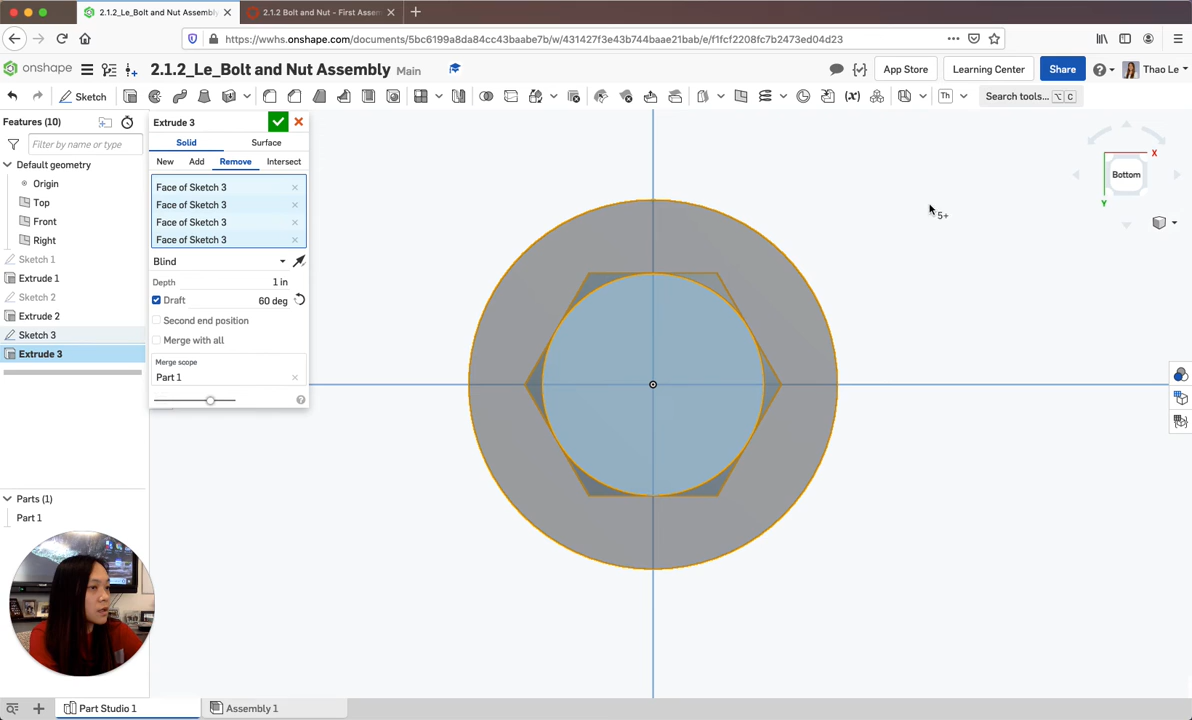 2.1.2_Le_Bolt and Nut Assembly
2.1.2 Bolt and Nut - First Assem
https://wwhs.onshape.com/documents/5bc6199a8da84cc43baabe7b/w/431427f3e43b744baae21bab/e/f1fcf2208fc7b2473ed04d23
onshape
2.1.2_Le_Bolt and Nut Assembly Main
App Store
Learning Center
Share
Thao Le
Sketch
Th
Search tools... ⌥ C
Features (10)
Filter by name or type
Default geometry
Origin
Top
Front
Right
Sketch 1
Extrude 1
Sketch 2
Extrude 2
Sketch 3
Extrude 3
Extrude 3
Solid
Surface
New
Add
Remove
Intersect
Face of Sketch 3
Face of Sketch 3
Face of Sketch 3
Face of Sketch 3
Blind
Depth 1 in
Draft 60 deg
Second end position
Merge with all
Merge scope
Part 1
5+
X
Bottom
Y
Parts (1)
Part 1
Part Studio 1
Assembly 1